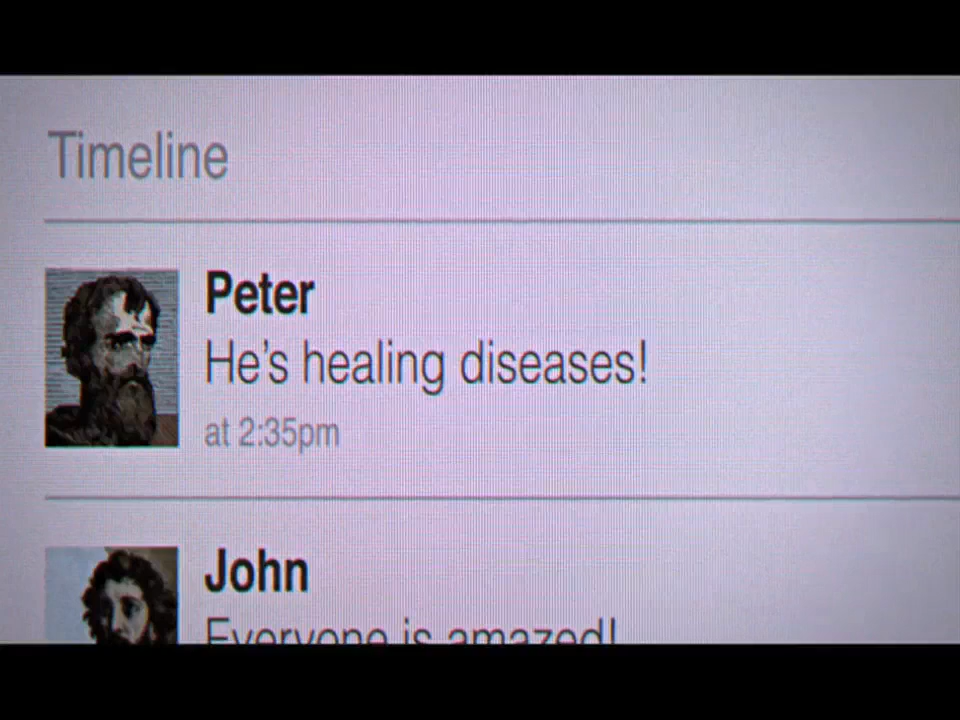 Timeline
Peter
He's healing diseases!
at 2:35pm
John
Everyone is amazed!